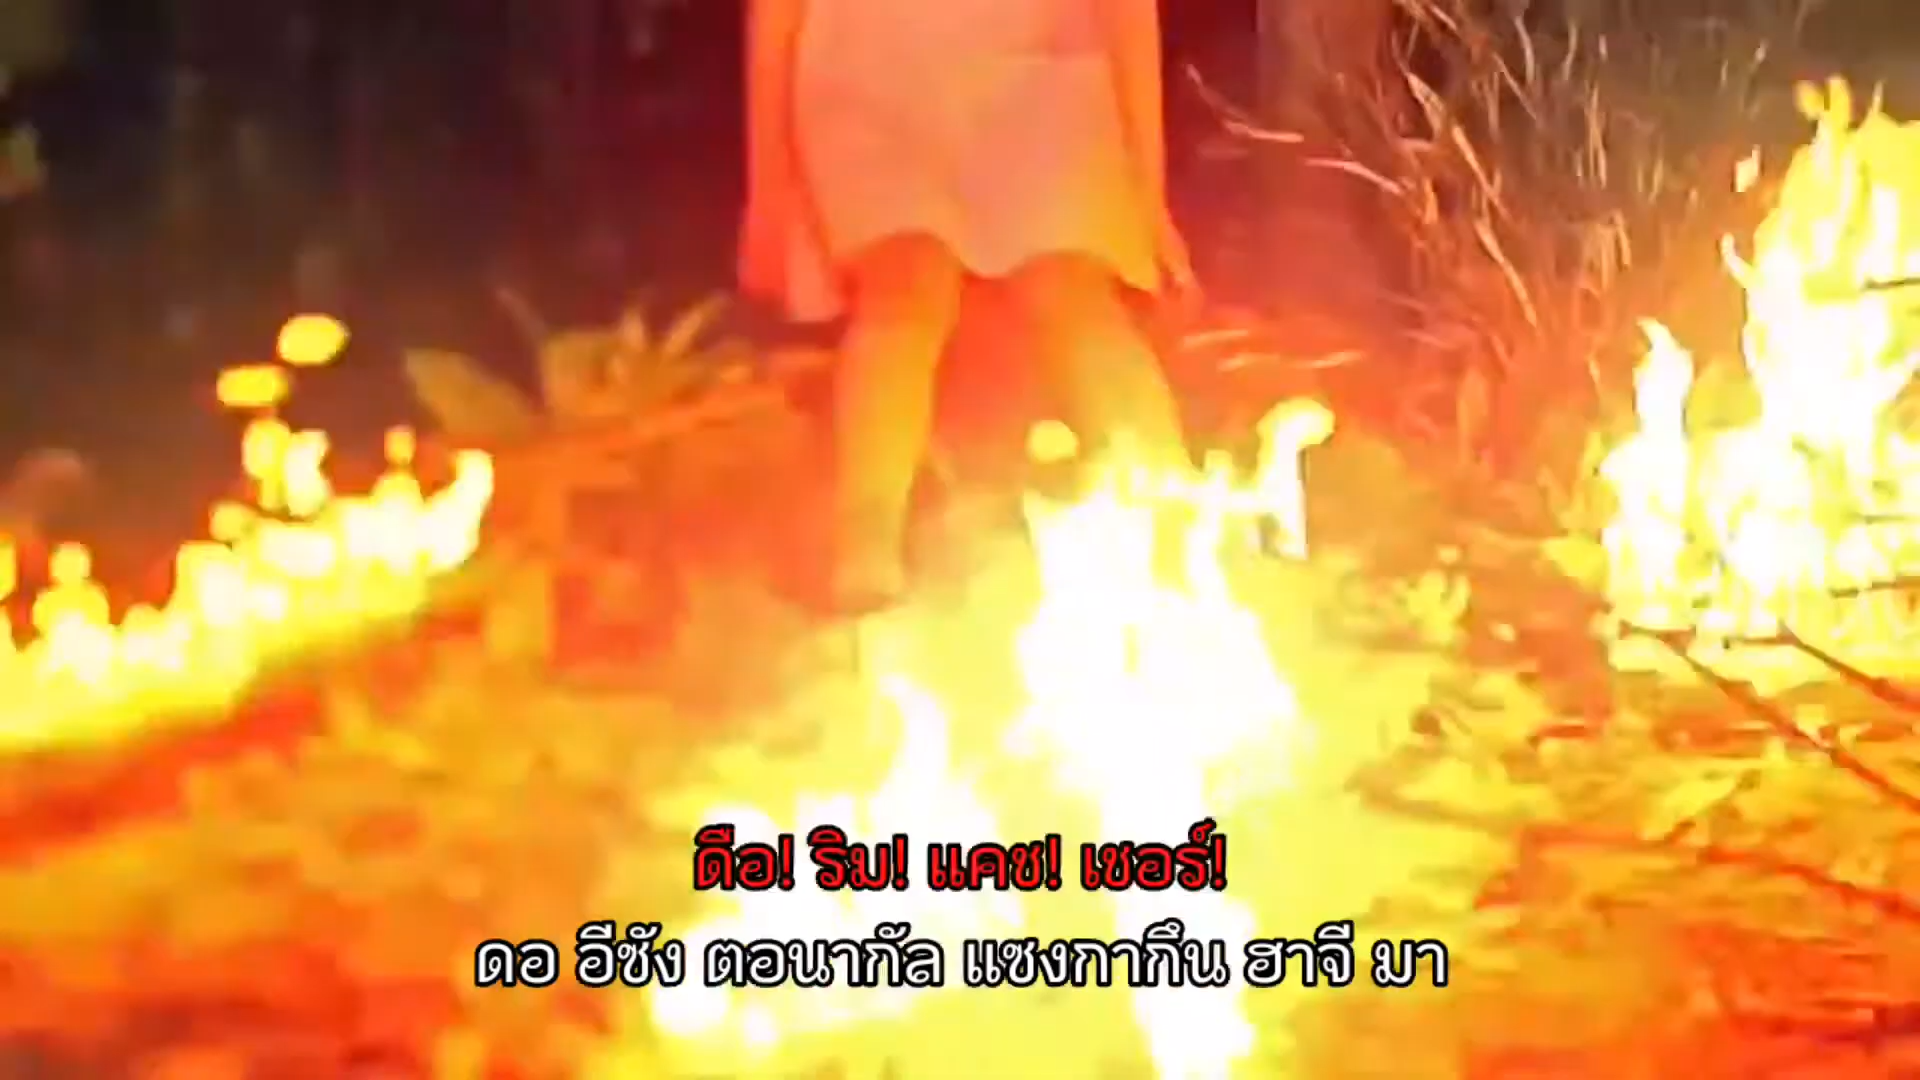 ดือ! ริม! แคช! เชอร์!
ดอ อีซัง ตอนากัล แซงกากึน ฮาจี มา